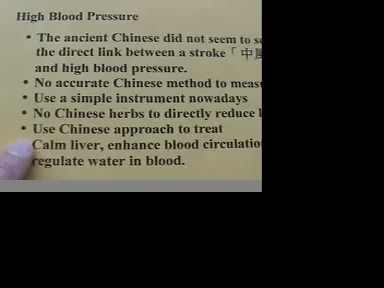 High Blood Pressure
• The ancient Chinese did not seem to
the direct link between a stroke「中風
and high blood pressure.
• No accurate Chinese method to
• Use a simple instrument nowadays
• No Chinese herbs to directly reduce
• Use Chinese approach to treat
Calm liver, enhance blood
regulate water in blood.